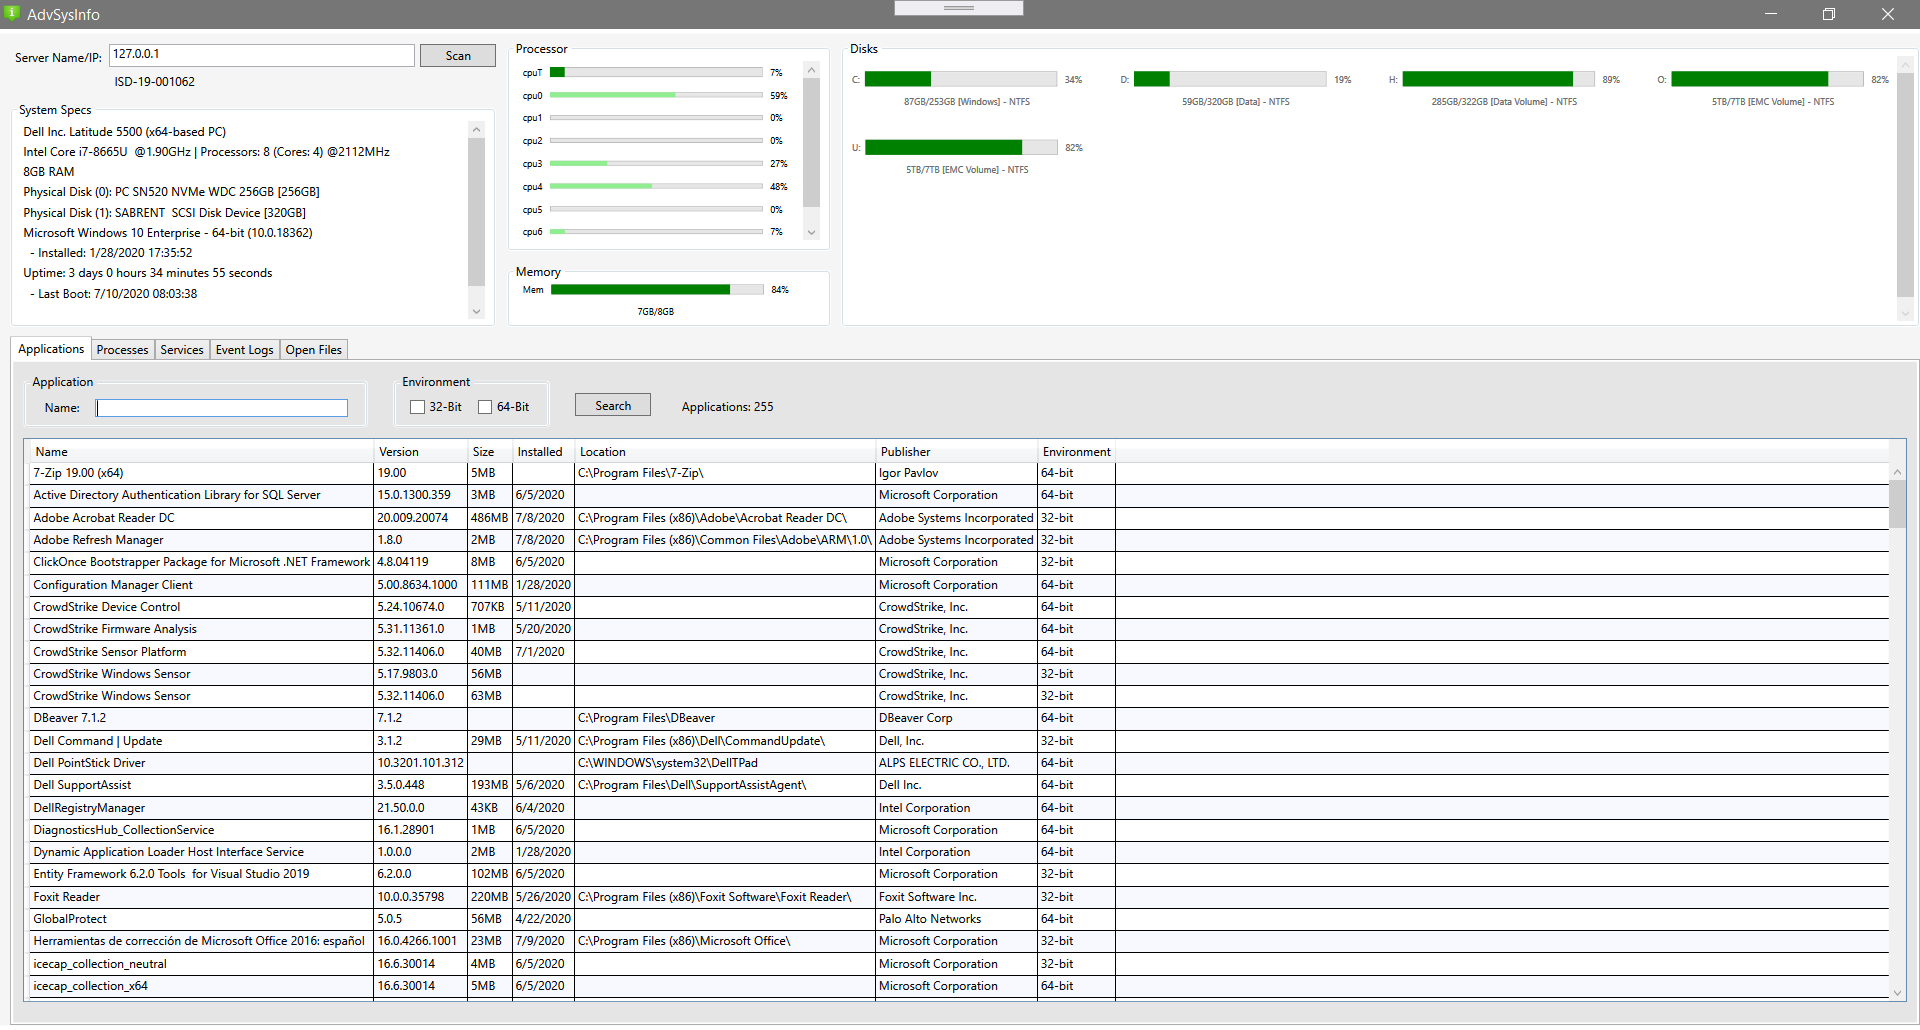 AdvSysInfo
Server Name/IP: 127.0.0.1 Scan
ISD-19-001062
System Specs
Dell Inc. Latitude 5500 (x64-based PC)
Intel Core i7-8665U @1.90GHz | Processors: 8 (Cores: 4) @2112MHz
8GB RAM
Physical Disk (0): PC SN520 NVMe WDC 256GB [256GB]
Physical Disk (1): SABRENT SCSI Disk Device [320GB]
Microsoft Windows 10 Enterprise - 64-bit (10.0.18362)
- Installed: 1/28/2020 17:35:52
Uptime: 3 days 0 hours 34 minutes 55 seconds
- Last Boot: 7/10/2020 08:03:38
Processor
cpuT 7%
cpu0 59%
cpu1 0%
cpu2 0%
cpu3 27%
cpu4 48%
cpu5 0%
cpu6 7%
Memory
Mem 84%
7GB/8GB
Disks
C: 34% D: 19% H: 89% O: 82%
87GB/253GB [Windows] - NTFS 59GB/320GB [Data] - NTFS 285GB/322GB [Data Volume] - NTFS 5TB/7TB [EMC Volume] - NTFS
U: 82%
5TB/7TB [EMC Volume] - NTFS
Applications Processes Services Event Logs Open Files
Application Environment
Name: 32-Bit 64-Bit Search Applications: 255
Name Version Size Installed Location Publisher Environment
7-Zip 19.00 (x64) 19.00 5MB C:\Program Files\7-Zip\ Igor Pavlov 64-bit
Active Directory Authentication Library for SQL Server 15.0.1300.359 3MB 6/5/2020 Microsoft Corporation 64-bit
Adobe Acrobat Reader DC 20.009.20074 486MB 7/8/2020 C:\Program Files (x86)\Adobe\Acrobat Reader DC\ Adobe Systems Incorporated 32-bit
Adobe Refresh Manager 1.8.0 2MB 7/8/2020 C:\Program Files (x86)\Common Files\Adobe\ARM\1.0\ Adobe Systems Incorporated 32-bit
ClickOnce Bootstrapper Package for Microsoft .NET Framework 4.8.04119 8MB 6/5/2020 Microsoft Corporation 32-bit
Configuration Manager Client 5.00.8634.1000 111MB 1/28/2020 Microsoft Corporation 64-bit
CrowdStrike Device Control 5.24.10674.0 707KB 5/11/2020 CrowdStrike, Inc. 64-bit
CrowdStrike Firmware Analysis 5.31.11361.0 1MB 5/20/2020 CrowdStrike, Inc. 64-bit
CrowdStrike Sensor Platform 5.32.11406.0 40MB 7/1/2020 CrowdStrike, Inc. 64-bit
CrowdStrike Windows Sensor 5.17.9803.0 56MB CrowdStrike, Inc. 32-bit
CrowdStrike Windows Sensor 5.32.11406.0 63MB CrowdStrike, Inc. 32-bit
DBeaver 7.1.2 7.1.2 C:\Program Files\DBeaver DBeaver Corp 64-bit
Dell Command | Update 3.1.2 29MB 5/11/2020 C:\Program Files (x86)\Dell\CommandUpdate\ Dell, Inc. 32-bit
Dell PointStick Driver 10.3201.101.312 C:\WINDOWS\system32\DellTPad ALPS ELECTRIC CO., LTD. 64-bit
Dell SupportAssist 3.5.0.448 193MB 5/6/2020 C:\Program Files\Dell\SupportAssistAgent\ Dell Inc. 64-bit
DellRegistryManager 21.50.0.0 43KB 6/4/2020 Intel Corporation 64-bit
DiagnosticsHub_CollectionService 16.1.28901 1MB 6/5/2020 Microsoft Corporation 64-bit
Dynamic Application Loader Host Interface Service 1.0.0.0 2MB 1/28/2020 Intel Corporation 64-bit
Entity Framework 6.2.0 Tools for Visual Studio 2019 6.2.0.0 102MB 6/5/2020 Microsoft Corporation 32-bit
Foxit Reader 10.0.0.35798 220MB 5/26/2020 C:\Program Files (x86)\Foxit Software\Foxit Reader\ Foxit Software Inc. 32-bit
GlobalProtect 5.0.5 56MB 4/22/2020 Palo Alto Networks 64-bit
Herramientas de corrección de Microsoft Office 2016: español 16.0.4266.1001 23MB 7/9/2020 C:\Program Files (x86)\Microsoft Office\ Microsoft Corporation 32-bit
icecap_collection_neutral 16.6.30014 4MB 6/5/2020 Microsoft Corporation 32-bit
icecap_collection_x64 16.6.30014 5MB 6/5/2020 Microsoft Corporation 64-bit